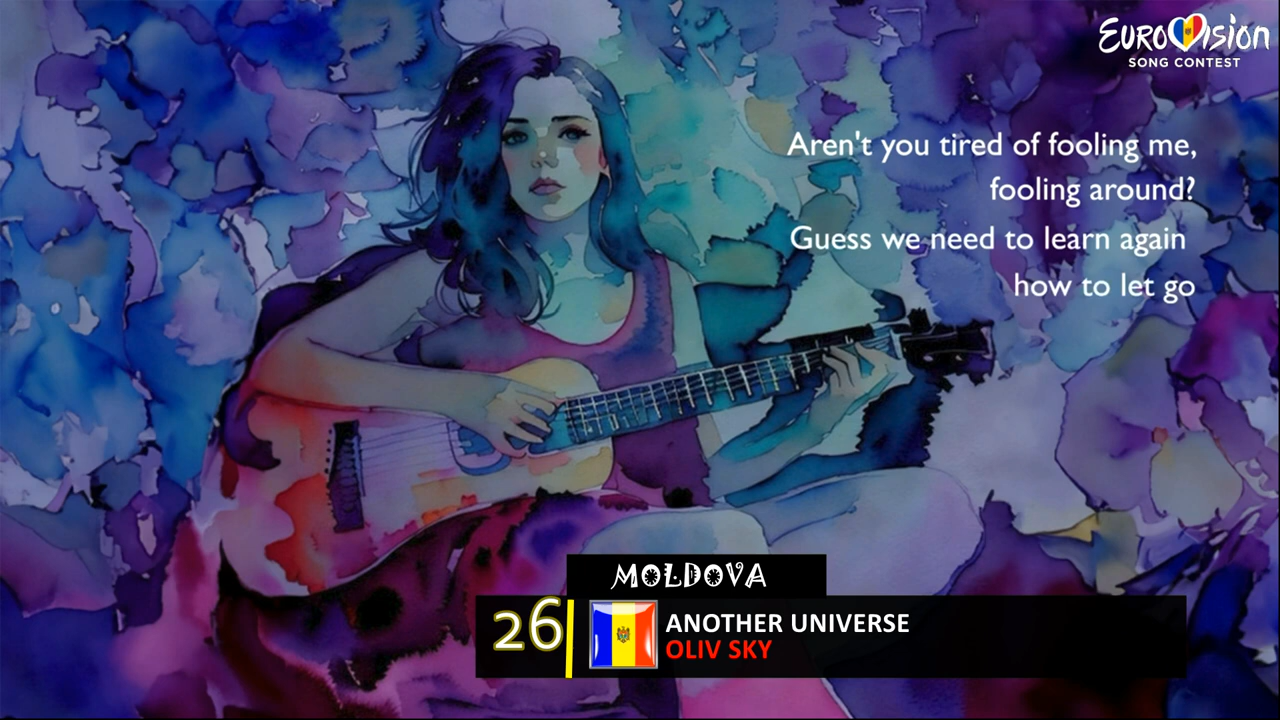 EUROVISION
SONG CONTEST
Aren't you tired of fooling me,
fooling around?
Guess we need to learn again
how to let go
MOLDOVA
26
ANOTHER UNIVERSE
OLIV SKY